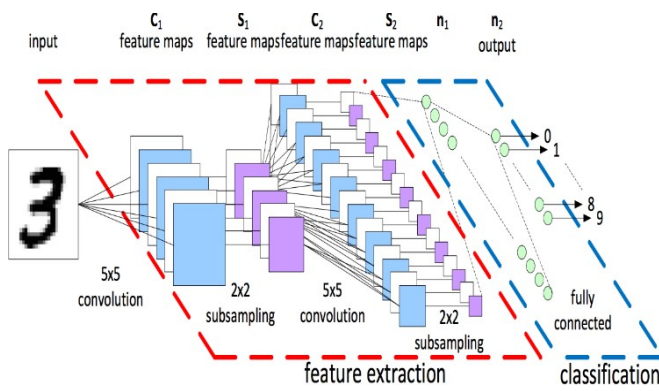 C1 S1 C2 S2 n1 n2
input feature maps feature maps feature maps feature maps output
0
1
3
8
9
5x5
convolution
2x2
subsampling
5x5
convolution
2x2
subsampling
fully
connected
feature extraction
classification